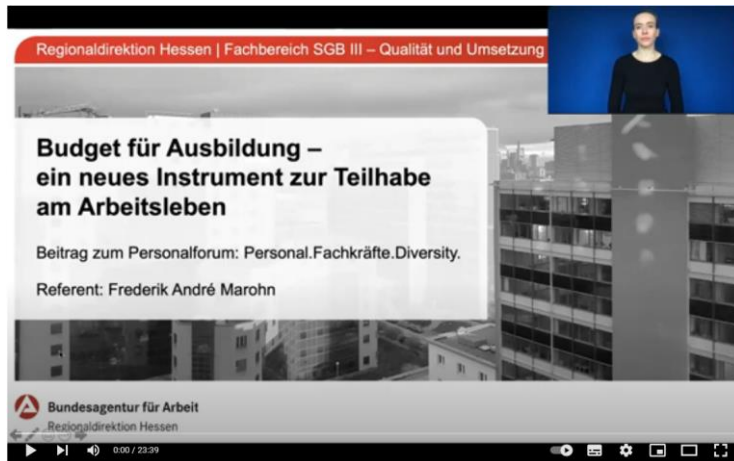 Regionaldirektion Hessen | Fachbereich SGB III – Qualität und Umsetzung
Budget für Ausbildung –
ein neues Instrument zur Teilhabe
am Arbeitsleben
Beitrag zum Personalforum: Personal.Fachkräfte.Diversity.
Referent: Frederik André Marohn
Bundesagentur für Arbeit
Regionaldirektion Hessen
0:00 / 23:39